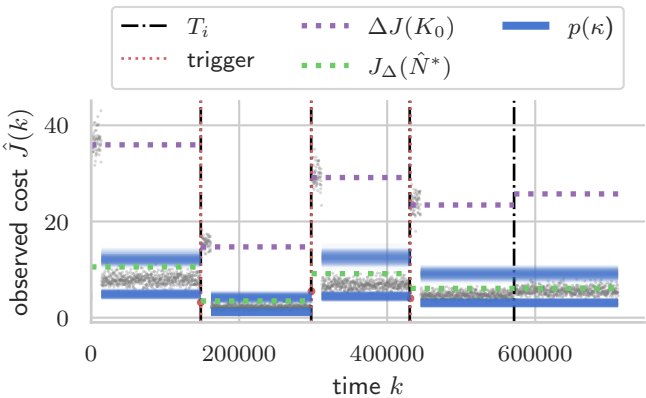 T_i
trigger
ΔJ(K_0)
J_Δ(N̂*)
p(κ)
observed cost Ĵ(k)
40
20
0
0 200000 400000 600000
time k